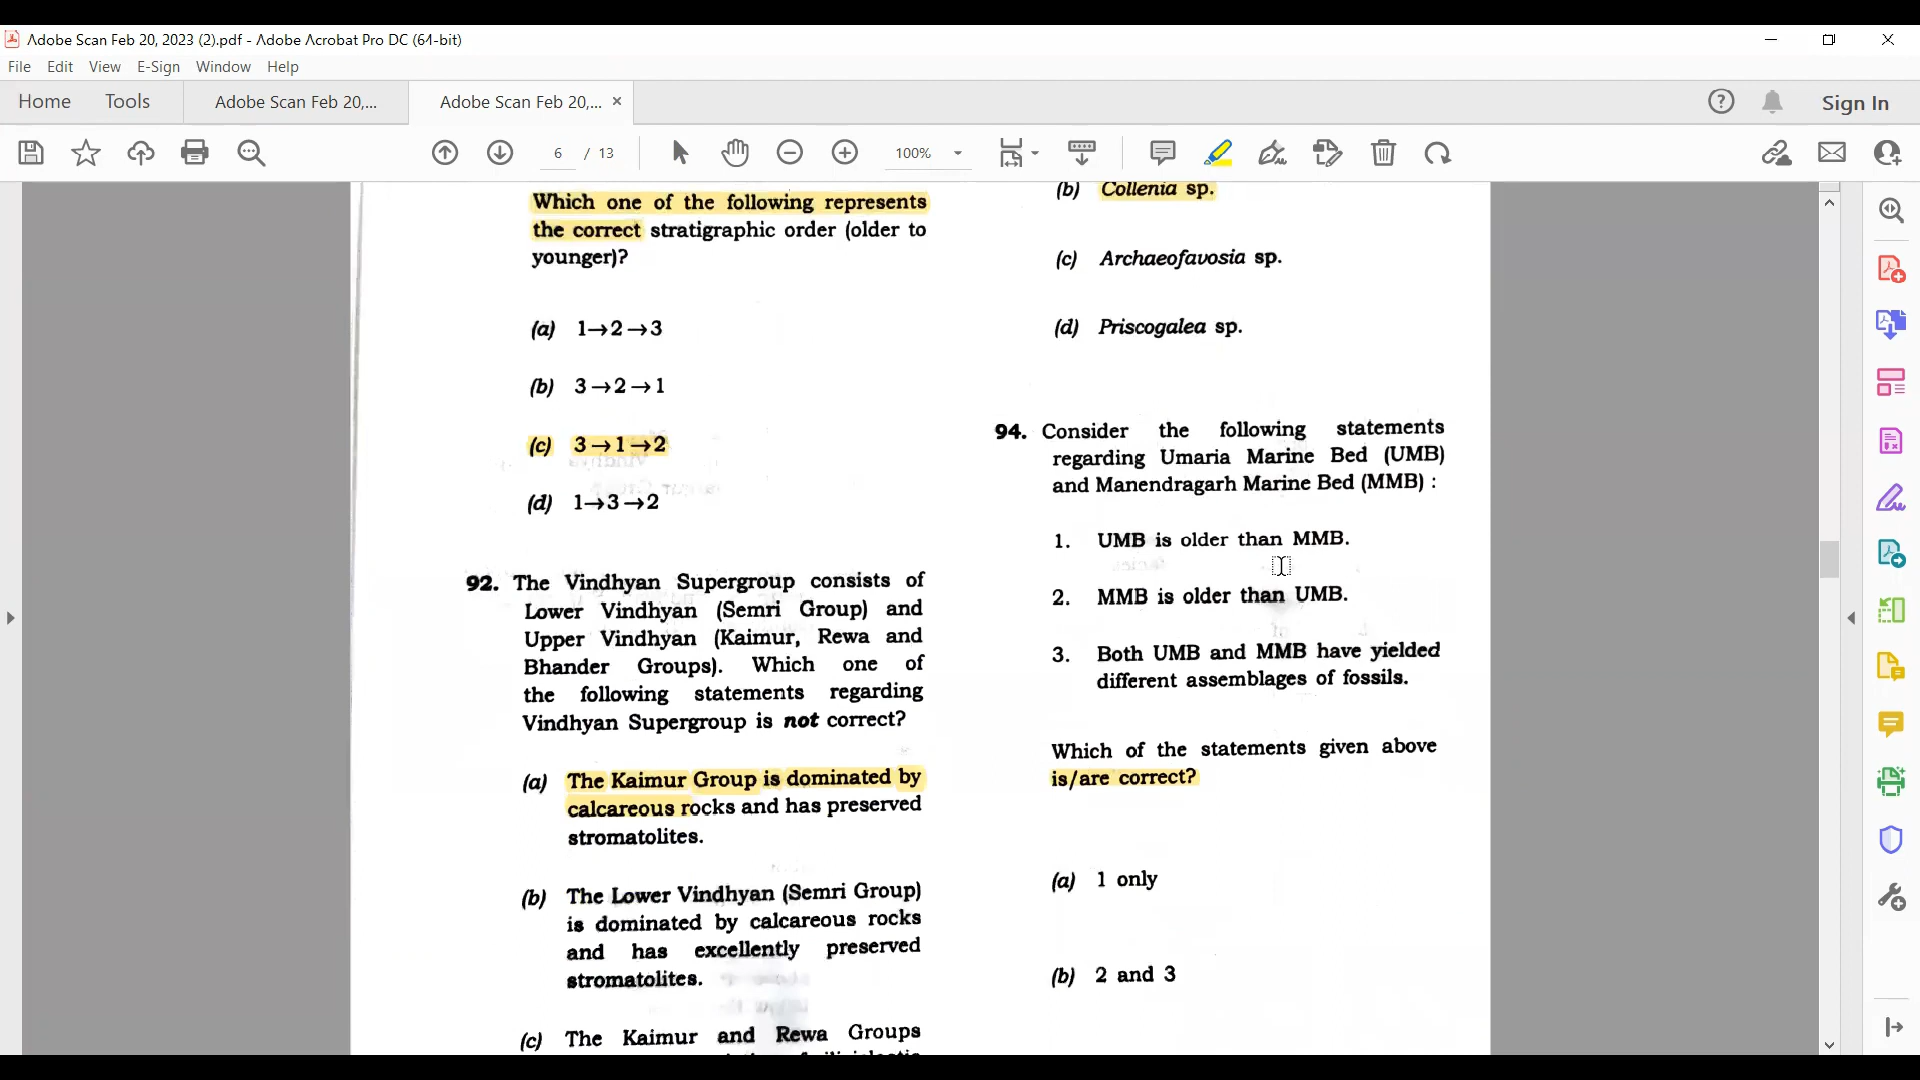 Adobe Scan Feb 20, 2023 (2).pdf - Adobe Acrobat Pro DC (64-bit)
File Edit View E-Sign Window Help
Home Tools Adobe Scan Feb 20,... Adobe Scan Feb 20,... × Sign In
6 / 13 100%
Which one of the following represents
the correct stratigraphic order (older to
younger)?
(a) 1→2→3
(b) 3→2→1
(c) 3→1→2
(d) 1→3→2
92. The Vindhyan Supergroup consists of
Lower Vindhyan (Semri Group) and
Upper Vindhyan (Kaimur, Rewa and
Bhander Groups). Which one of
the following statements regarding
Vindhyan Supergroup is not correct?
(a) The Kaimur Group is dominated by
calcareous rocks and has preserved
stromatolites.
(b) The Lower Vindhyan (Semri Group)
is dominated by calcareous rocks
and has excellently preserved
stromatolites.
(c) The Kaimur and Rewa Groups
(b) Collenia sp.
(c) Archaeofavosia sp.
(d) Priscogalea sp.
94. Consider the following statements
regarding Umaria Marine Bed (UMB)
and Manendragarh Marine Bed (MMB) :
1. UMB is older than MMB.
2. MMB is older than UMB.
3. Both UMB and MMB have yielded
different assemblages of fossils.
Which of the statements given above
is/are correct?
(a) 1 only
(b) 2 and 3